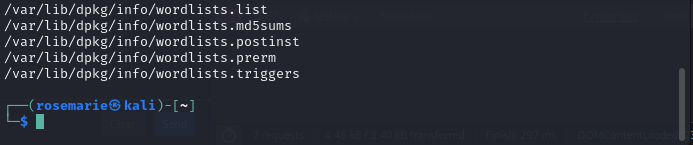 /var/lib/dpkg/info/wordlists.list
/var/lib/dpkg/info/wordlists.md5sums
/var/lib/dpkg/info/wordlists.postinst
/var/lib/dpkg/info/wordlists.prerm
/var/lib/dpkg/info/wordlists.triggers
┌──(rosemarie㉿kali)-[~]
└─$